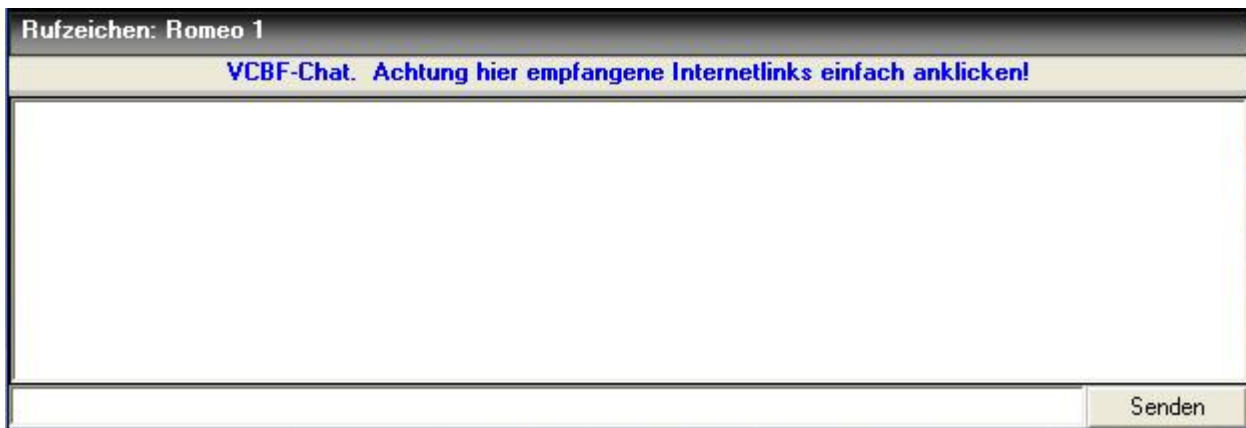 Rufzeichen: Romeo 1
VCBF-Chat. Achtung hier empfangene Internetlinks einfach anklicken!
Senden